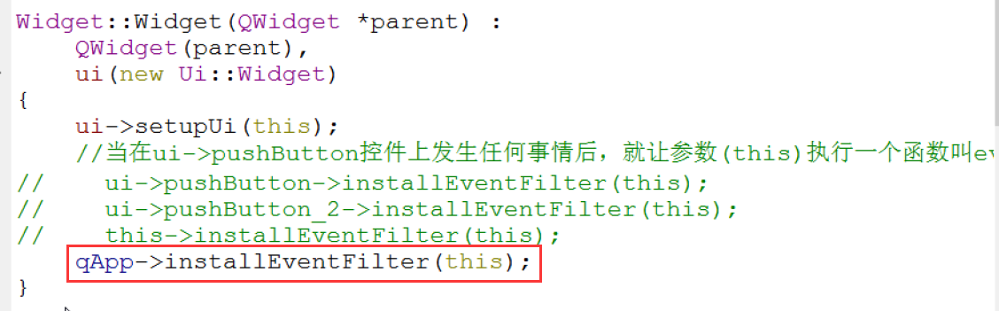 Widget::Widget(QWidget *parent) :
    QWidget(parent),
    ui(new Ui::Widget)
{
    ui->setupUi(this);
    //当在ui->pushButton控件上发生任何事情后，就让参数(this)执行一个函数叫ev
//    ui->pushButton->installEventFilter(this);
//    ui->pushButton_2->installEventFilter(this);
//    this->installEventFilter(this);
    qApp->installEventFilter(this);
}